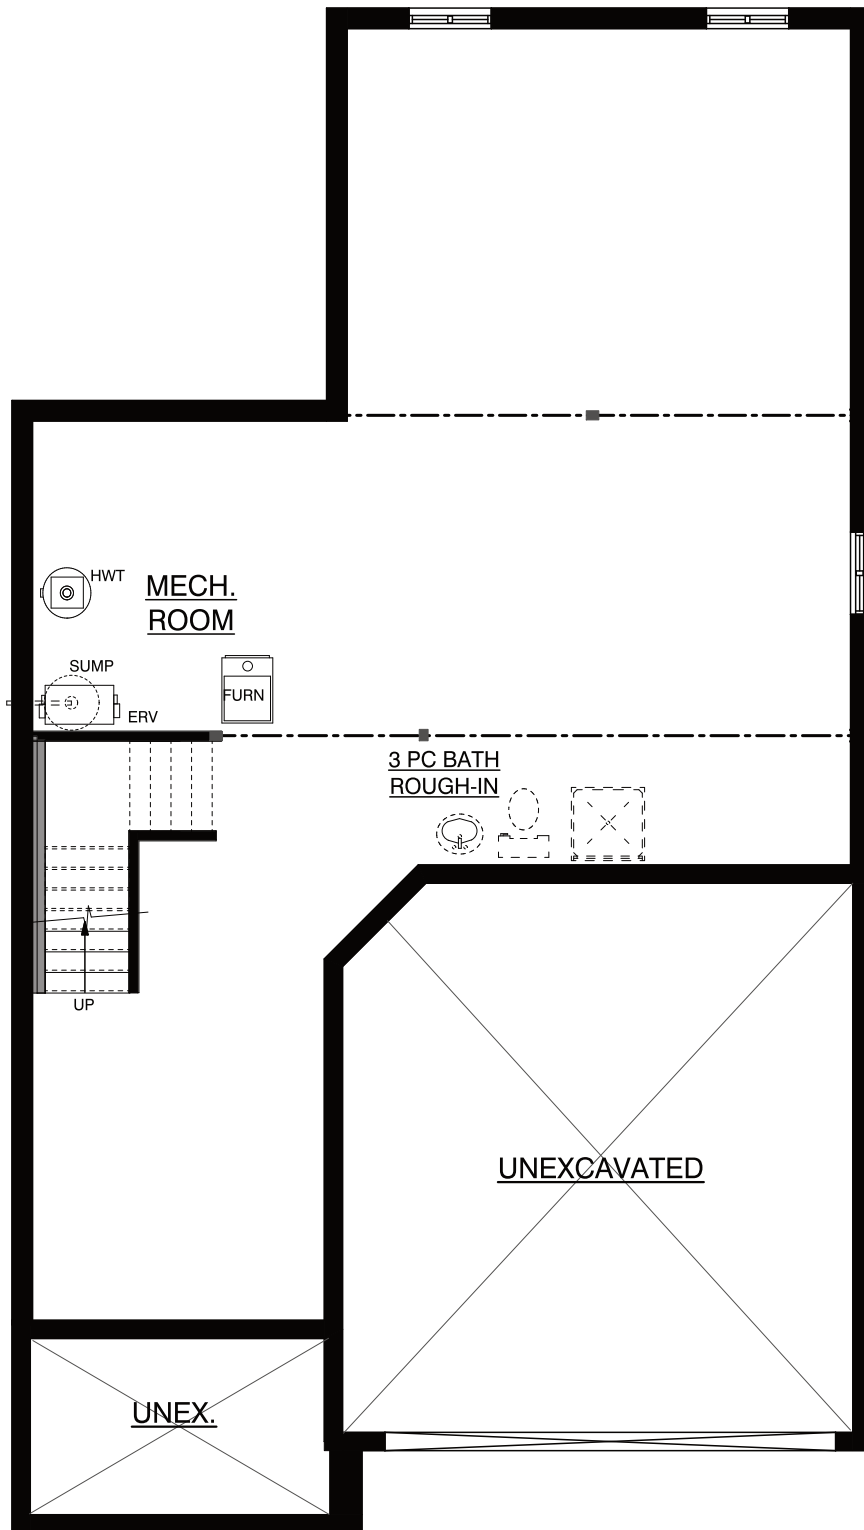 HWT
MECH.
ROOM
SUMP
FURN
ERV
3 PC BATH
ROUGH-IN
UP
UNEXCAVATED
UNEX.